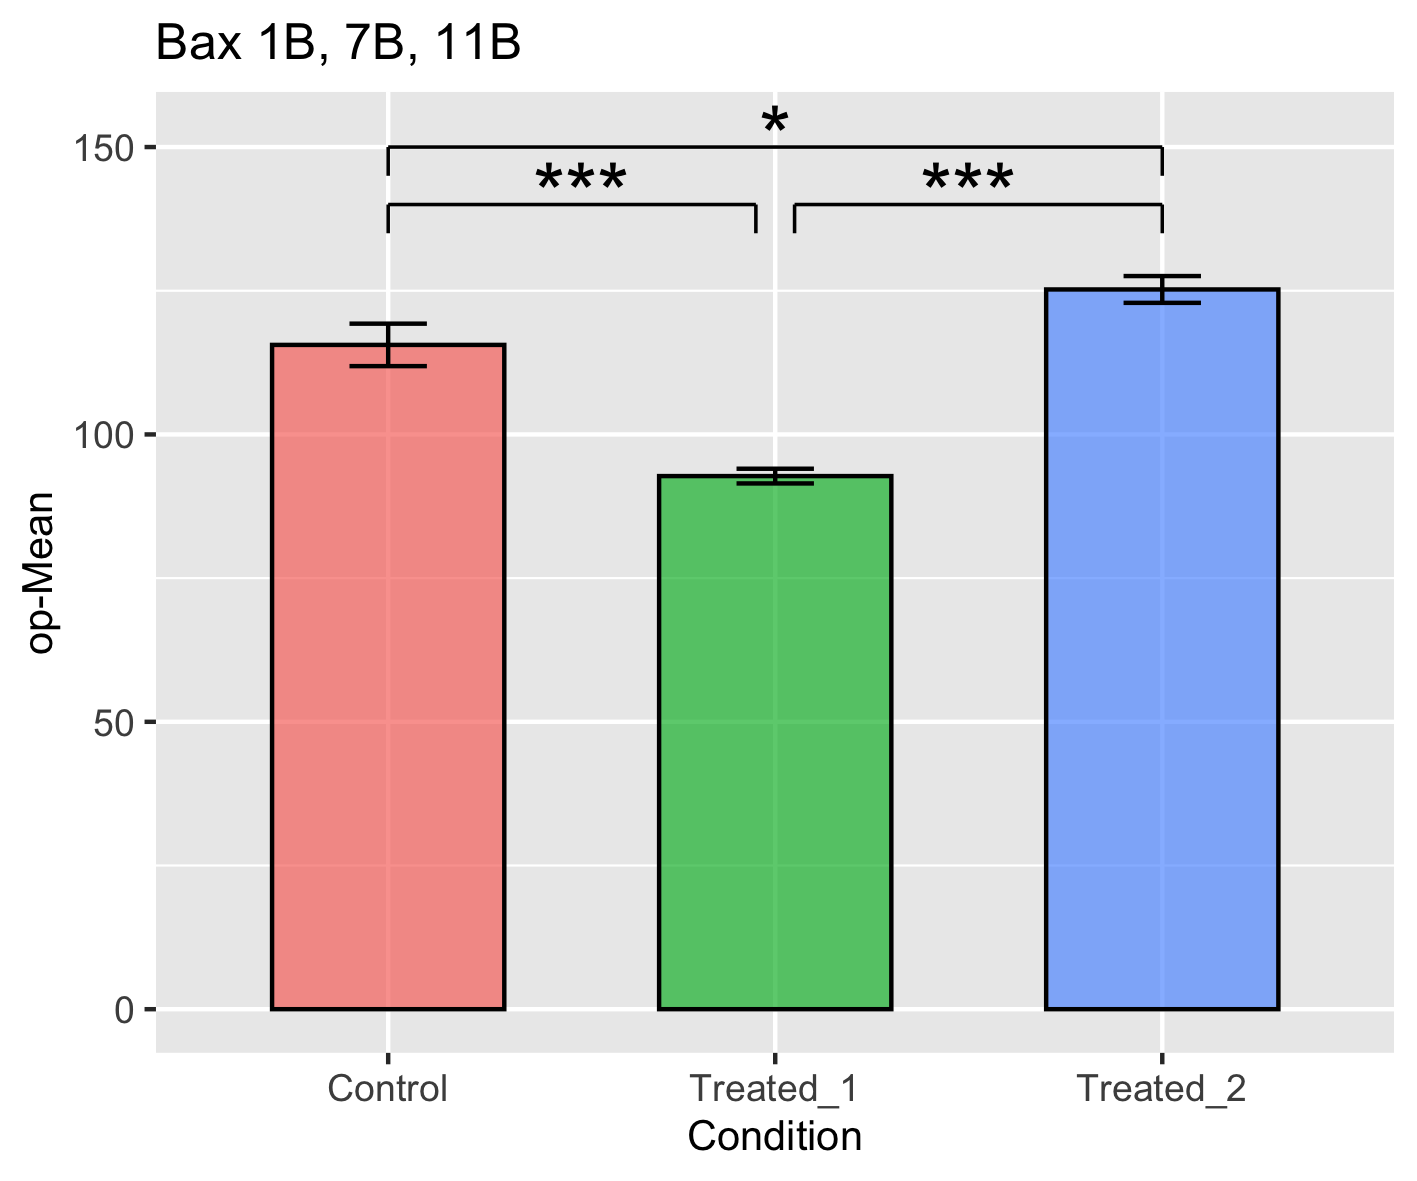 Bax 1B, 7B, 11B
*
150
*** ***
100
op-Mean
50
0
Control Treated_1 Treated_2
Condition